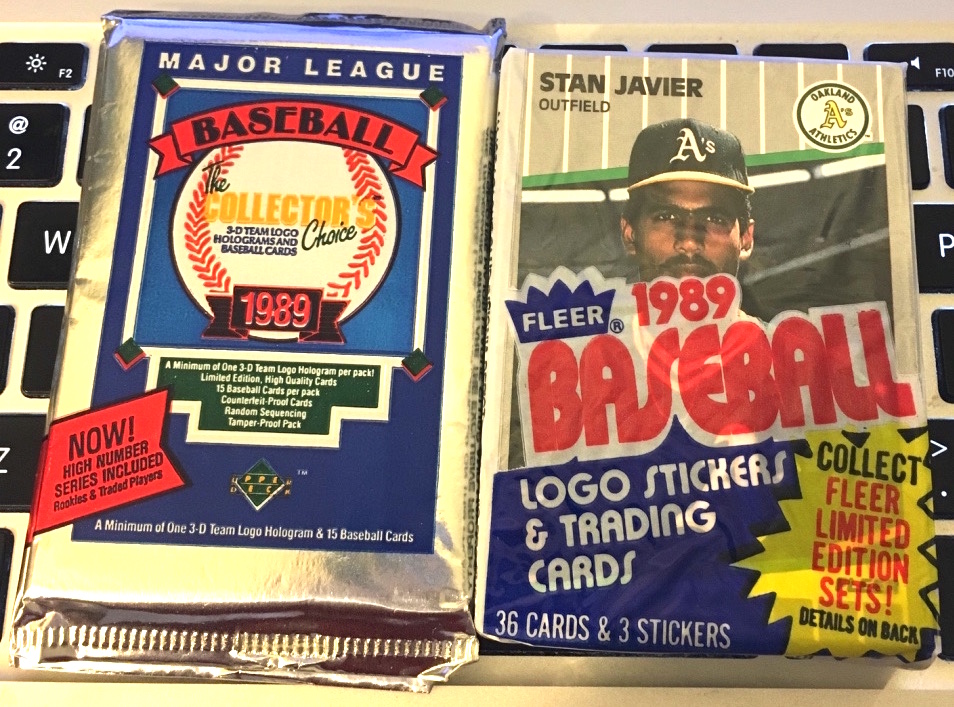 MAJOR LEAGUE
BASEBALL
The
COLLECTOR'S
Choice
3-D TEAM LOGO
HOLOGRAMS AND
BASEBALL CARDS
1989
A Minimum of One 3-D Team Logo Hologram per pack!
Limited Edition, High Quality Cards
15 Baseball Cards per pack
Counterfeit-Proof Cards
Random Sequencing
Tamper-Proof Pack
NOW!
HIGH NUMBER
SERIES INCLUDED
Rookies & Traded Players
UPPER
DECK
TM
A Minimum of One 3-D Team Logo Hologram & 15 Baseball Cards
STAN JAVIER
OUTFIELD
OAKLAND
A's
ATHLETICS
A's
FLEER®
1989
BASEBALL
LOGO STICKERS
& TRADING
CARDS
36 CARDS & 3 STICKERS
COLLECT
FLEER
LIMITED
EDITION
SETS!
DETAILS ON BACK
F2
@
2
W
Z
F10
P
>
.